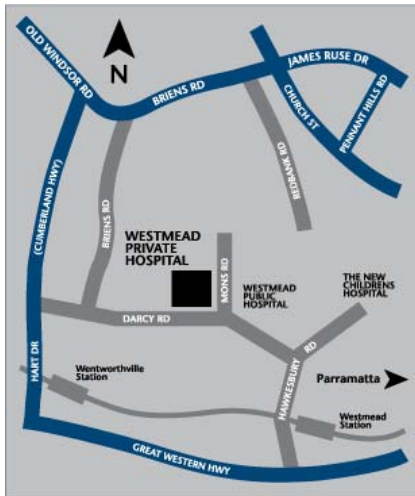 OLD WINDSOR RD
N
BRIENS RD
JAMES RUSE DR
CHURCH ST
PENNANT HILLS RD
REDBANK RD
(CUMBERLAND HWY)
BRIENS RD
WESTMEAD
PRIVATE
HOSPITAL
MONS RD
WESTMEAD
PUBLIC
HOSPITAL
THE NEW
CHILDRENS
HOSPITAL
DARCY RD
HART DR
HAWKESBURY RD
Wentworthville
Station
Parramatta
Westmead
Station
GREAT WESTERN HWY